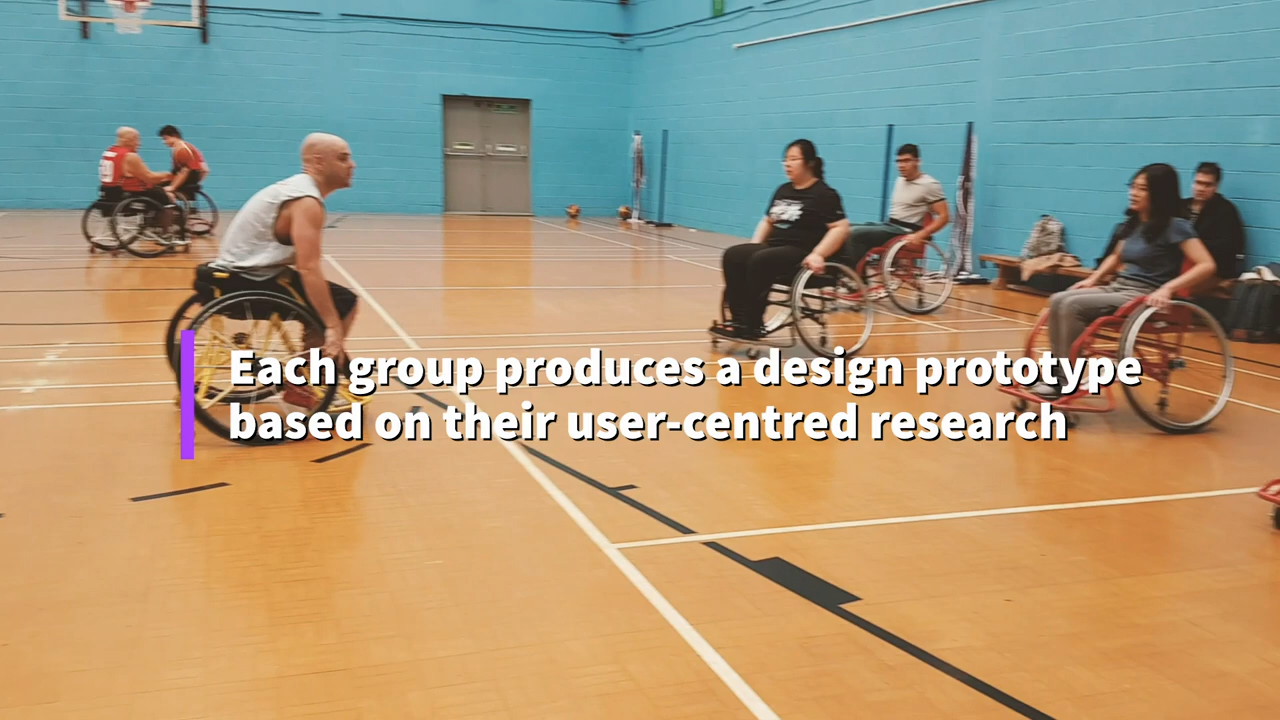 Each group produces a design prototype
based on their user-centred research